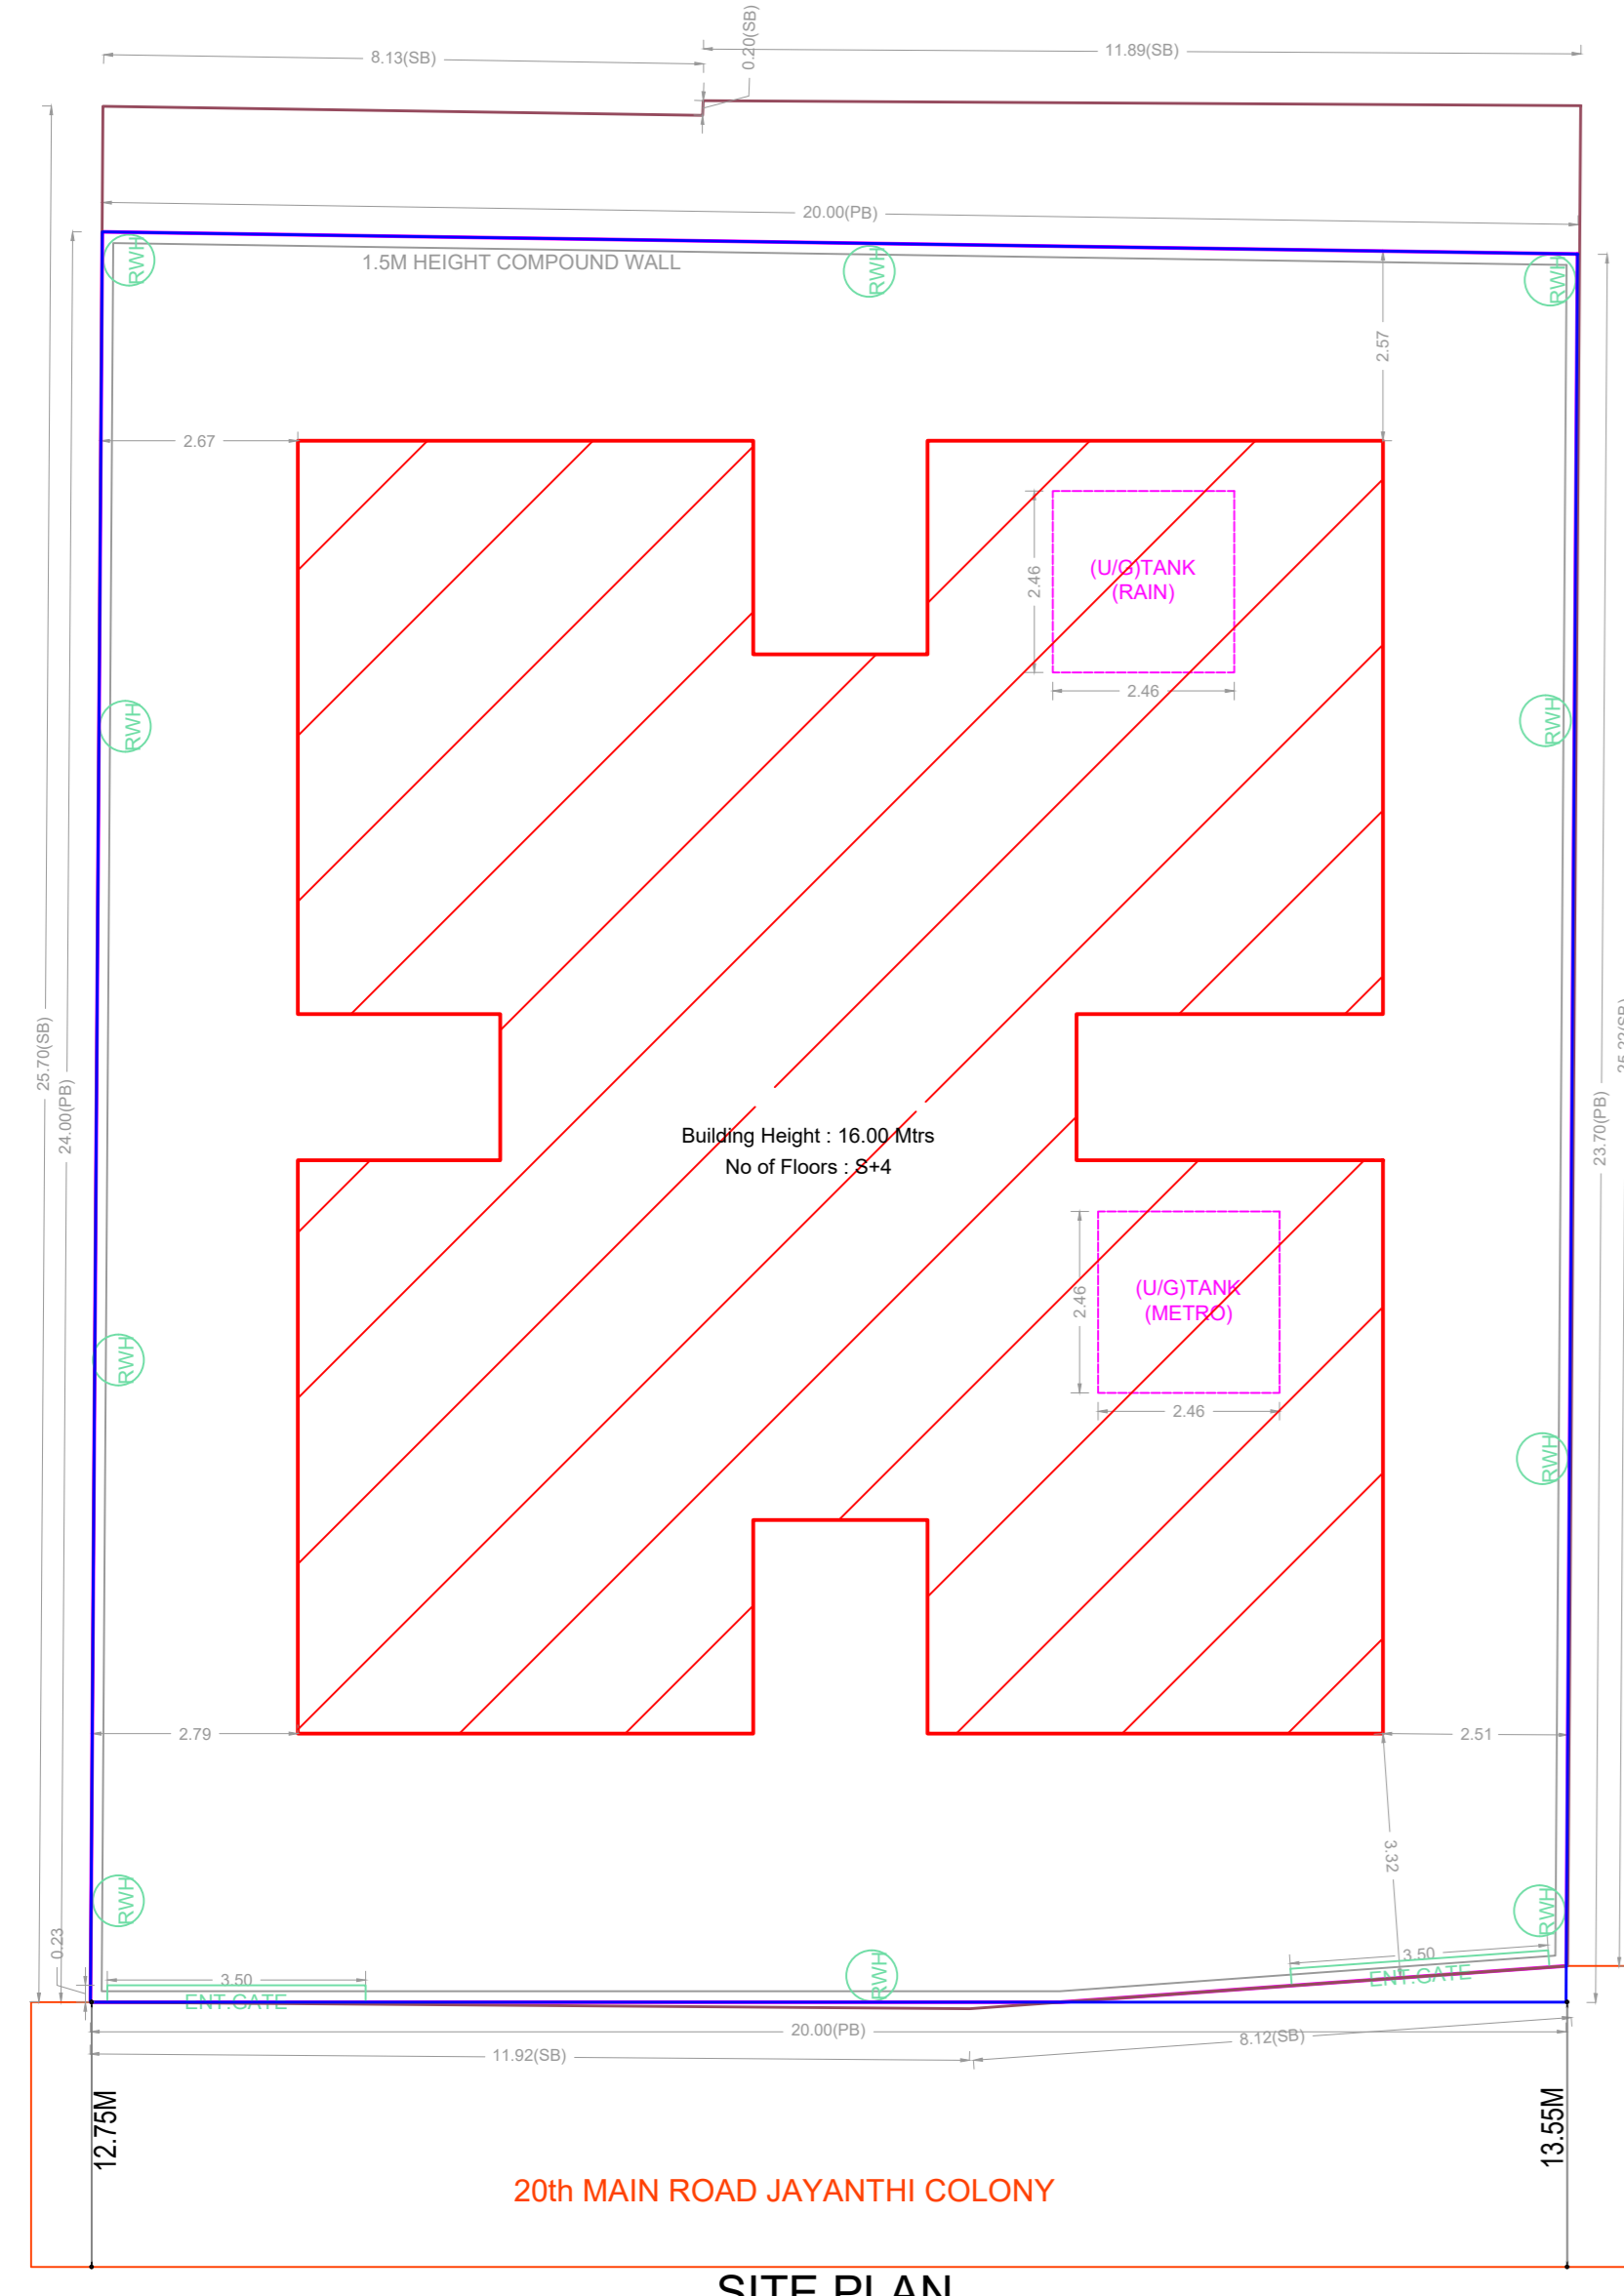 0.20(SB)
8.13(SB)
11.89(SB)
20.00(PB)
RWH
1.5M HEIGHT COMPOUND WALL
RWH
RWH
2.57
2.67
2.46
(U/G)TANK
(RAIN)
2.46
RWH
RWH
25.70(SB)
24.00(PB)
23.70(PB)
Building Height : 16.00 Mtrs
No of Floors : S+4
2.46
(U/G)TANK
(METRO)
2.46
RWH
RWH
2.79
2.51
3.32
RWH
RWH
0.23
3.50
ENT.GATE
RWH
3.50
ENT.GATE
20.00(PB)
11.92(SB)
8.12(SB)
12.75M
13.55M
20th MAIN ROAD JAYANTHI COLONY
SITE PLAN